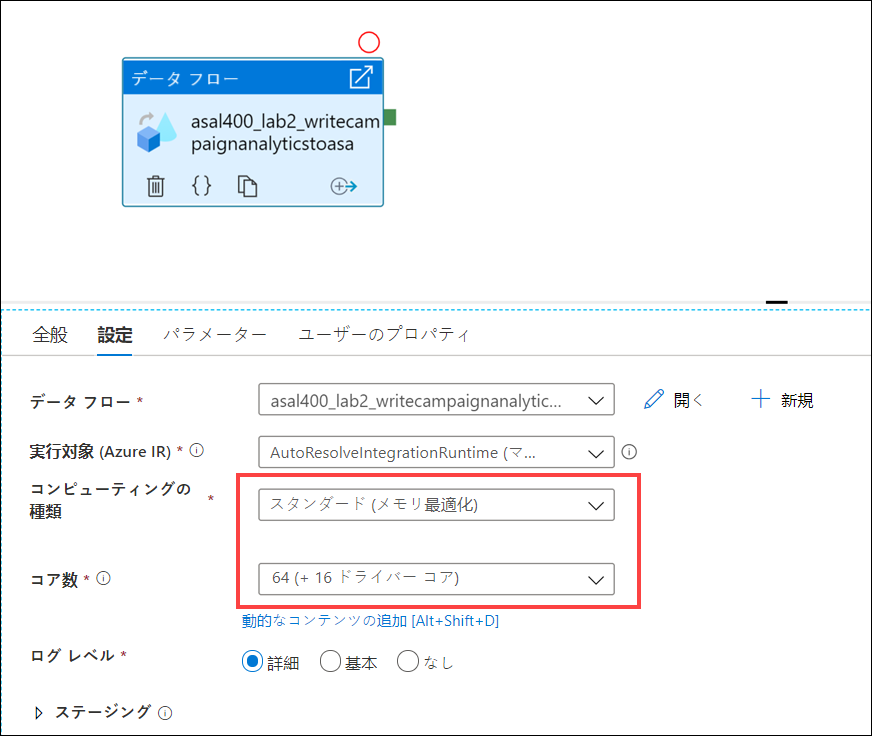 データ フロー
asal400_lab2_writecam
paignanalyticstoasa
全般 設定 パラメーター ユーザーのプロパティ
データ フロー * asal400_lab2_writecampaignanalytic... 開く 新規
実行対象 (Azure IR) * AutoResolveIntegrationRuntime (マ...
コンピューティングの
種類 * スタンダード (メモリ最適化)
コア数 * 64 (+ 16 ドライバー コア)
動的なコンテンツの追加 [Alt+Shift+D]
ログ レベル * 詳細 基本 なし
ステージング